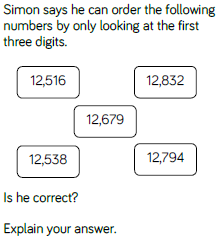 Simon says he can order the following
numbers by only looking at the first
three digits.
12,516
12,832
12,679
12,538
12,794
Is he correct?
Explain your answer.